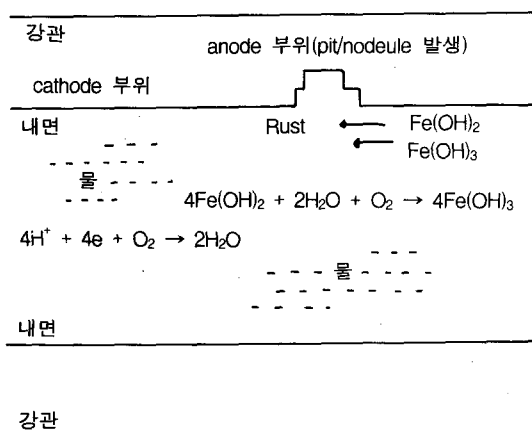 강관
anode 부위(pit/nodeule 발생)
cathode 부위
내면
Rust
Fe(OH)₂
Fe(OH)₃
물
4Fe(OH)₂ + 2H₂O + O₂ → 4Fe(OH)₃
4H⁺ + 4e + O₂ → 2H₂O
물
내면
강관